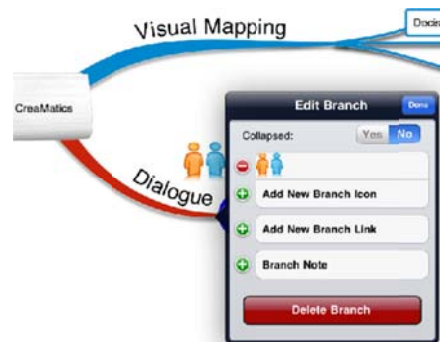 Visual Mapping
Edit Branch
Done
CreaMatics
Collapsed:
Yes
No
Dialogue
Add New Branch Icon
Add New Branch Link
Branch Note
Delete Branch